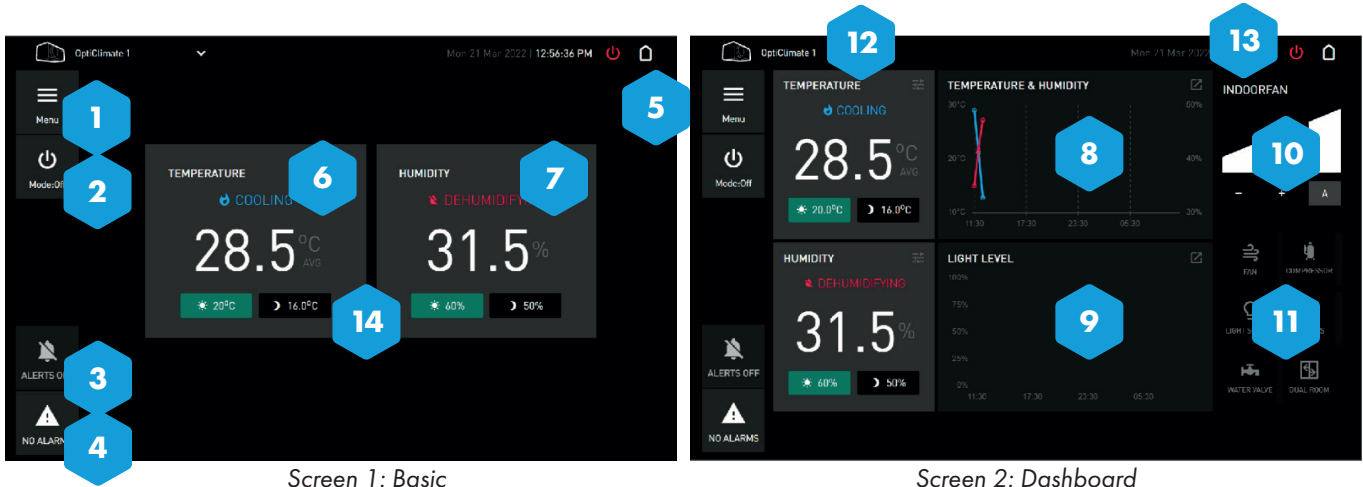 OptiClimate 1
Mon 21 Mar 2022 | 12:56:36 PM
Menu
1
Mode:Off
2
5
TEMPERATURE
6
COOLING
28.5 °C
AVG
20°C
16.0°C
HUMIDITY
7
31.5 %
60%
50%
14
ALERTS
3
4
Screen 1: Basic
OptiClimate 1
12
Mon 21 Mar 2022
13
Menu
Mode:Off
TEMPERATURE
COOLING
28.5 °C
AVG
20.0°C
16.0°C
TEMPERATURE & HUMIDITY
30°C
50%
8
20°C
40%
10°C
30%
11:30
17:30
23:30
05:30
INDOORFAN
10
-
+
A
HUMIDITY
DEHUMIDIFYING
31.5 %
60%
50%
LIGHT LEVEL
100%
75%
50%
9
25%
0%
11:30
17:30
23:30
05:30
FAN
COMPRESSOR
LIGHT
11
WATER VALVE
DUAL ROOM
ALERTS OFF
NO ALARMS
Screen 2: Dashboard